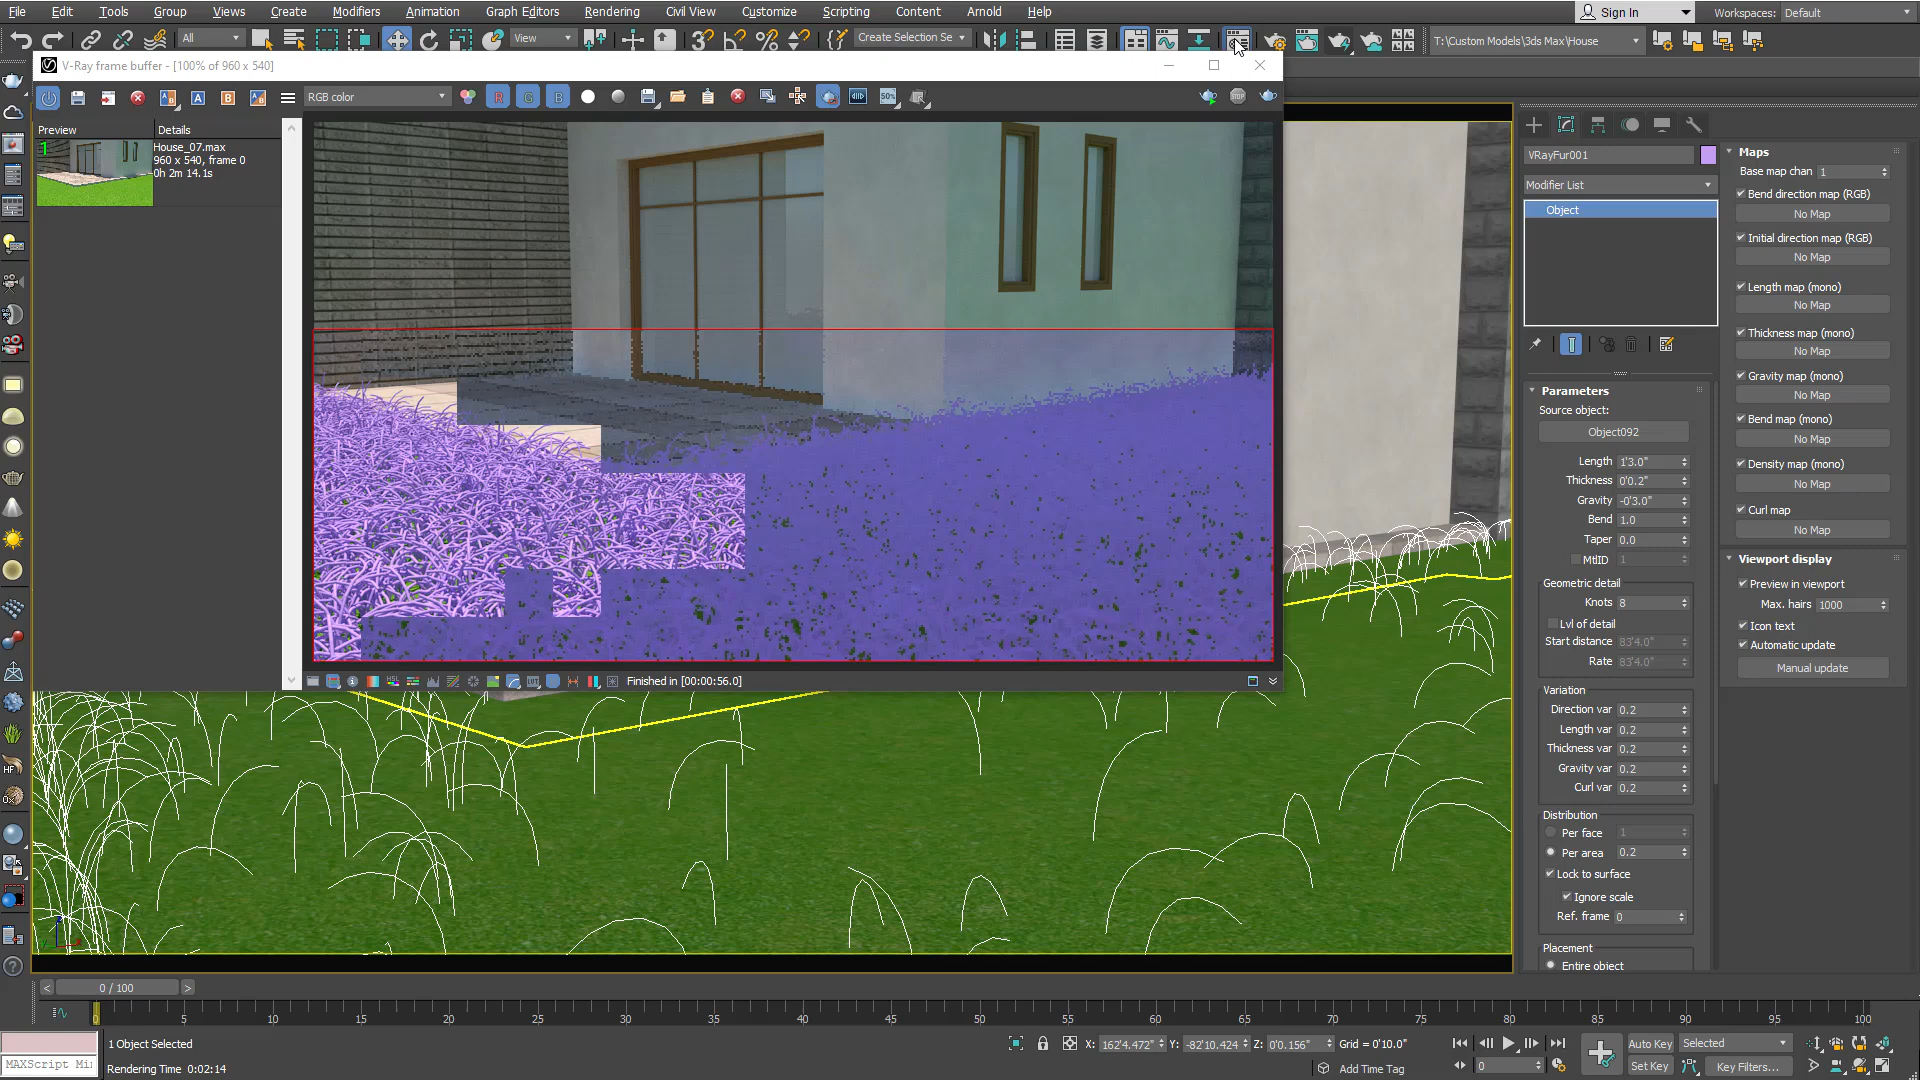 File Edit Tools Group Views Create Modifiers Animation Graph Editors Rendering Civil View Customize Scripting Content Arnold Help Sign In Workspaces: Default
All View Create Selection Se T:\Custom Models\3ds Max\House
V-Ray frame buffer - [100% of 960 x 540]
RGB color R G B 50%
Preview Details
1
House_07.max
960 x 540, frame 0
0h 2m 14.1s
Finished in [00:00:56.0]
VRayFur001
Modifier List
Object
Parameters
Source object:
Object092
Length 1'3.0"
Thickness 0'0.2"
Gravity -0'3.0"
Bend 1.0
Taper 0.0
MtlID 1
Geometric detail
Knots 8
Lvl of detail
Start distance 83'4.0"
Rate 83'4.0"
Variation
Direction var 0.2
Length var 0.2
Thickness var 0.2
Gravity var 0.2
Curl var 0.2
Distribution
Per face 1
Per area 0.2
Lock to surface
Ignore scale
Ref. frame 0
Placement
Entire object
Maps
Base map chan 1
Bend direction map (RGB)
No Map
Initial direction map (RGB)
No Map
Length map (mono)
No Map
Thickness map (mono)
No Map
Gravity map (mono)
No Map
Bend map (mono)
No Map
Density map (mono)
No Map
Curl map
No Map
Viewport display
Preview in viewport
Max. hairs 1000
Icon text
Automatic update
Manual update
< 0 / 100 >
0 5 10 15 20 25 30 35 40 45 50 55 60 65 70 75 80 85 90 95 100
1 Object Selected
X: 162'4.472" Y: -82'10.424 Z: 0'0.156" Grid = 0'10.0"
Auto Key Selected
MAXScript Mi
Rendering Time 0:02:14
Add Time Tag
0
Set Key Key Filters...